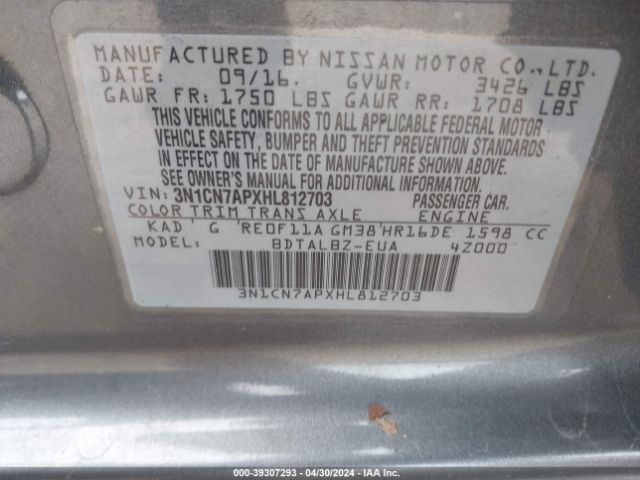 MANUFACTURED BY NISSAN MOTOR CO.,LTD.
DATE: 09/16. GVWR: 3426 LBS
GAWR FR: 1750 LBS GAWR RR: 1708 LBS
THIS VEHICLE CONFORMS TO ALL APPLICABLE FEDERAL MOTOR
VEHICLE SAFETY, BUMPER AND THEFT PREVENTION STANDARDS
IN EFFECT ON THE DATE OF MANUFACTURE SHOWN ABOVE.
SEE OWNER'S MANUAL FOR ADDITIONAL INFORMATION.
VIN: 3N1CN7APXHL812703 PASSENGER CAR.
COLOR TRIM TRANS AXLE ENGINE
KAD G RE0F11A GM38 HR16DE 1598 CC
MODEL: BDTALBZ-EUA 4Z000
3N1CN7APXHL812703
000-39307293 - 04/30/2024 - IAA Inc.